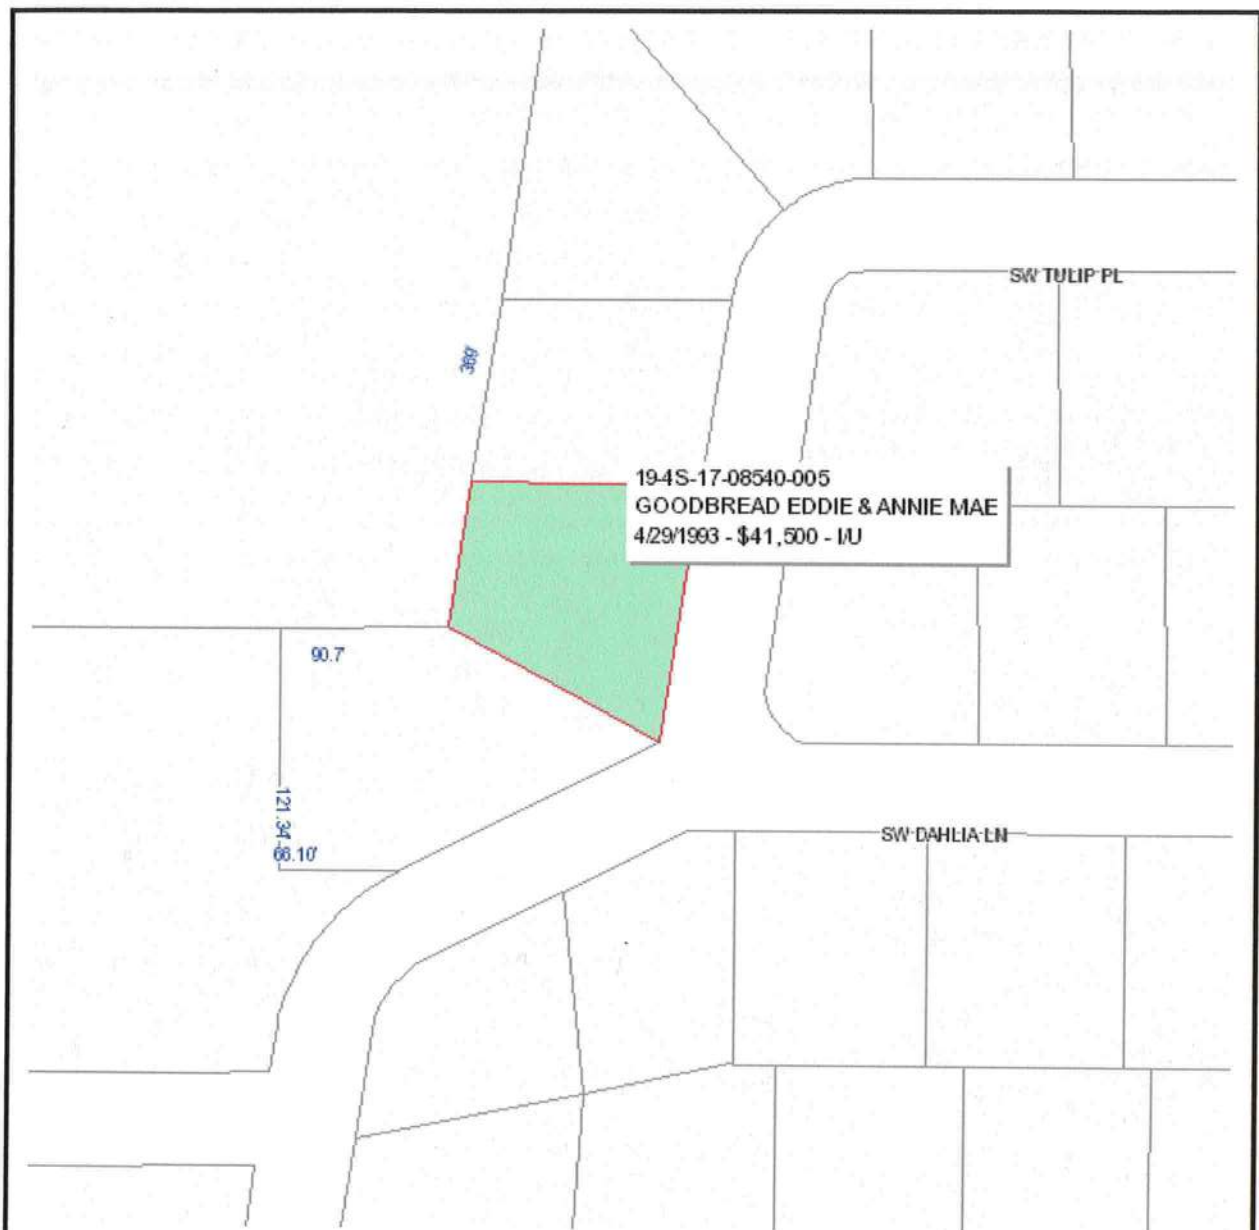 SW TULIP PL
369'
19-4S-17-08540-005
GOODBREAD EDDIE & ANNIE MAE
4/29/1993 - $41,500 - I/U
90.7'
121.34'
66.10'
SW DAHLIA LN